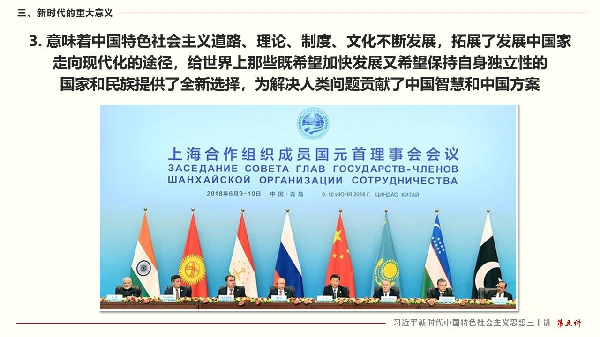 三、新时代的重大意义
3. 意味着中国特色社会主义道路、理论、制度、文化不断发展，拓展了发展中国家
走向现代化的途径，给世界上那些既希望加快发展又希望保持自身独立性的
国家和民族提供了全新选择，为解决人类问题贡献了中国智慧和中国方案
上海合作组织成员国元首理事会会议
ЗАСЕДАНИЕ СОВЕТА ГЛАВ ГОСУДАРСТВ-ЧЛЕНОВ
ШАНХАЙСКОЙ ОРГАНИЗАЦИИ СОТРУДНИЧЕСТВА
2018年6月9-10日 中国·青岛 9-10 ИЮНЯ 2018 Г. ЦИНДАО, КИТАЙ
习近平新时代中国特色社会主义思想三十讲 第五讲